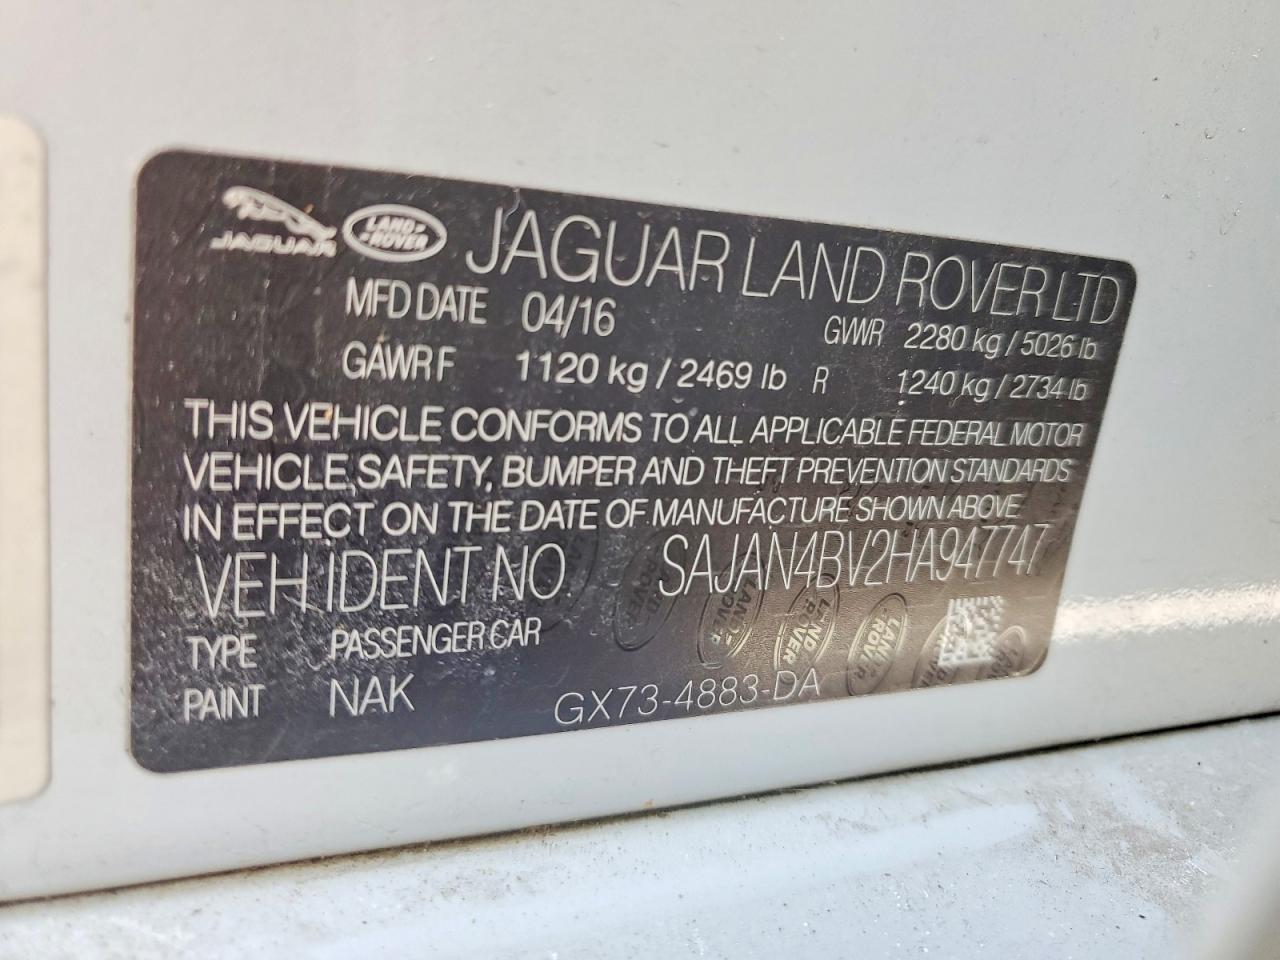 JAGUAR LAND ROVER JAGUAR LAND ROVER LTD
MFD DATE 04/16 GVWR 2280 kg / 5026 lb
GAWR F 1120 kg / 2469 lb R 1240 kg / 2734 lb
THIS VEHICLE CONFORMS TO ALL APPLICABLE FEDERAL MOTOR
VEHICLE SAFETY, BUMPER AND THEFT PREVENTION STANDARDS
IN EFFECT ON THE DATE OF MANUFACTURE SHOWN ABOVE
VEH IDENT NO. SAJAN4BV2HA947747
TYPE PASSENGER CAR
PAINT NAK GX73-4883-DA